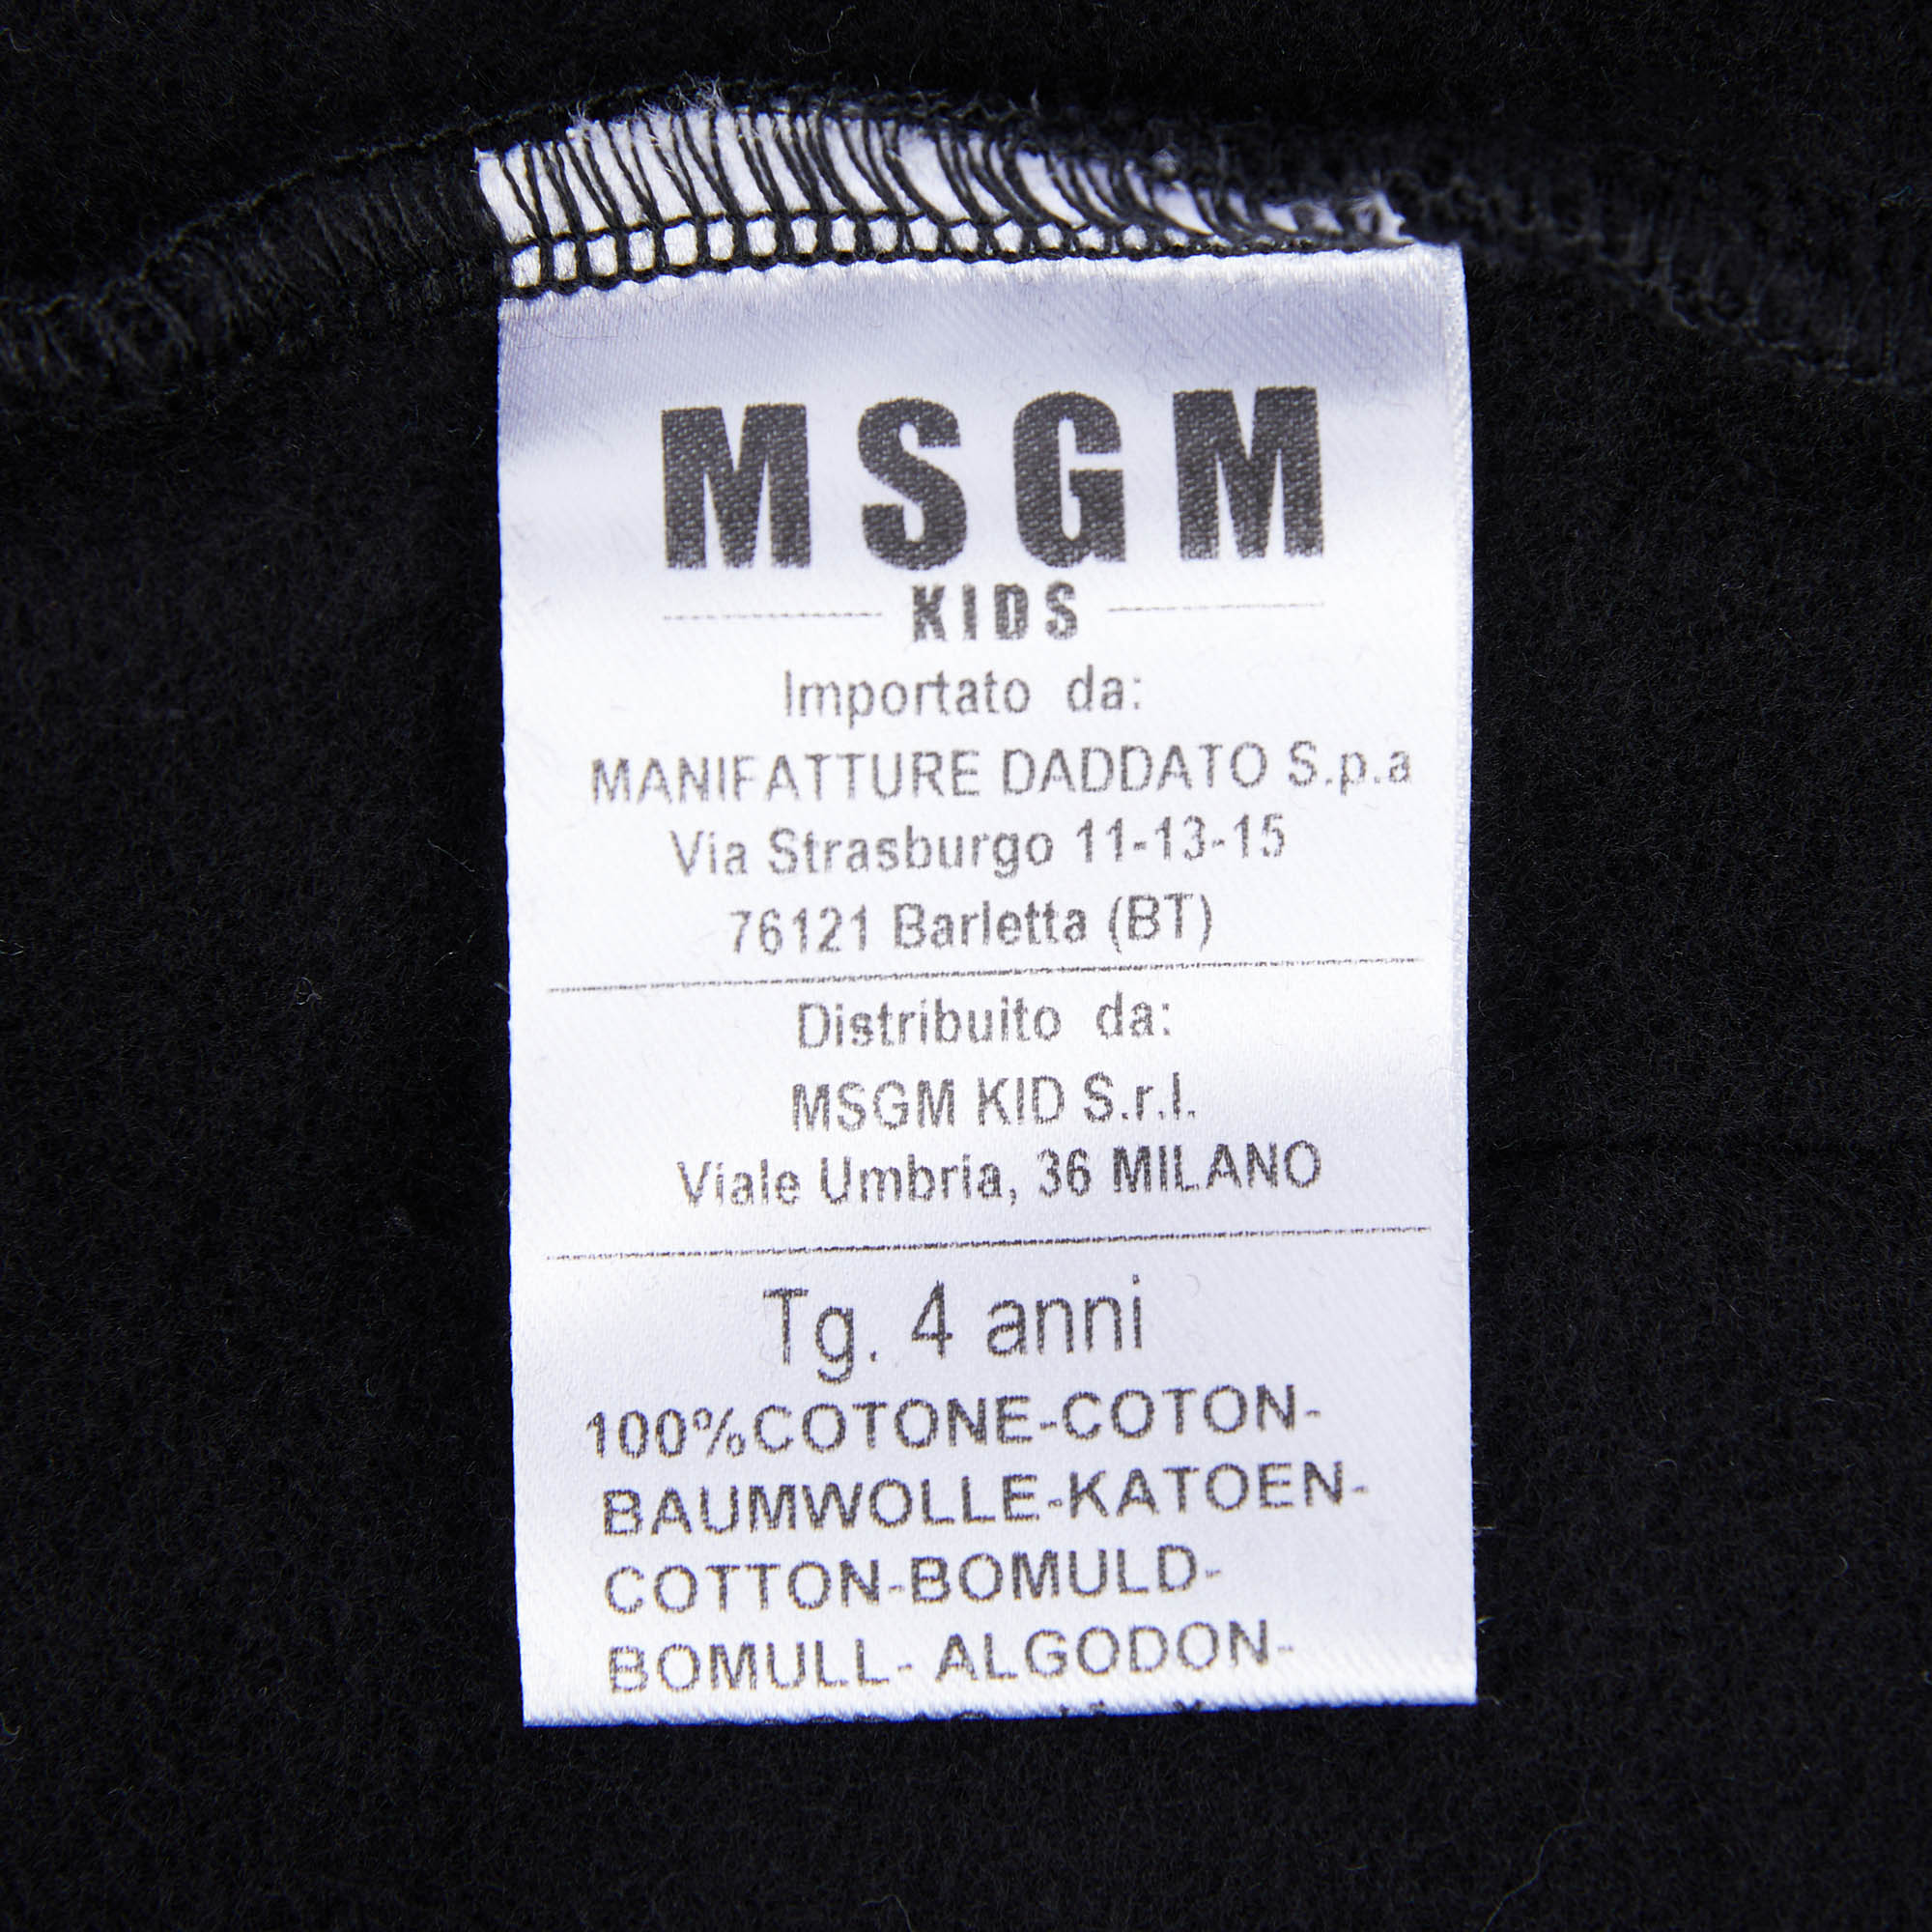 MSGM
KIDS
Importato da:
MANIFATTURE DADDATO S.p.a
Via Strasburgo 11-13-15
76121 Barletta (BT)
Distribuito da:
MSGM KID S.r.l.
Viale Umbria, 36 MILANO
Tg. 4 anni
100%COTONE-COTON-
BAUMWOLLE-KATOEN-
COTTON-BOMULD-
BOMULL- ALGODON-